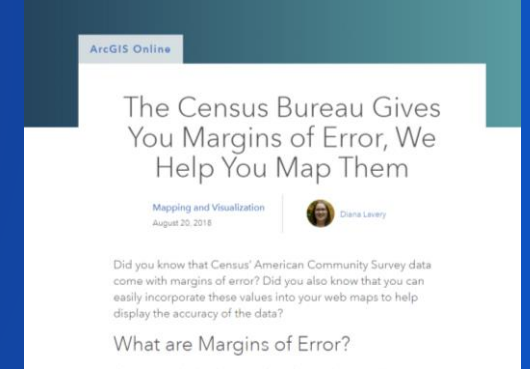 ArcGIS Online
The Census Bureau Gives
You Margins of Error, We
Help You Map Them
Mapping and Visualization
August 20, 2018
Diana Lavery
Did you know that Census' American Community Survey data
come with margins of error? Did you also know that you can
easily incorporate these values into your web maps to help
display the accuracy of the data?
What are Margins of Error?